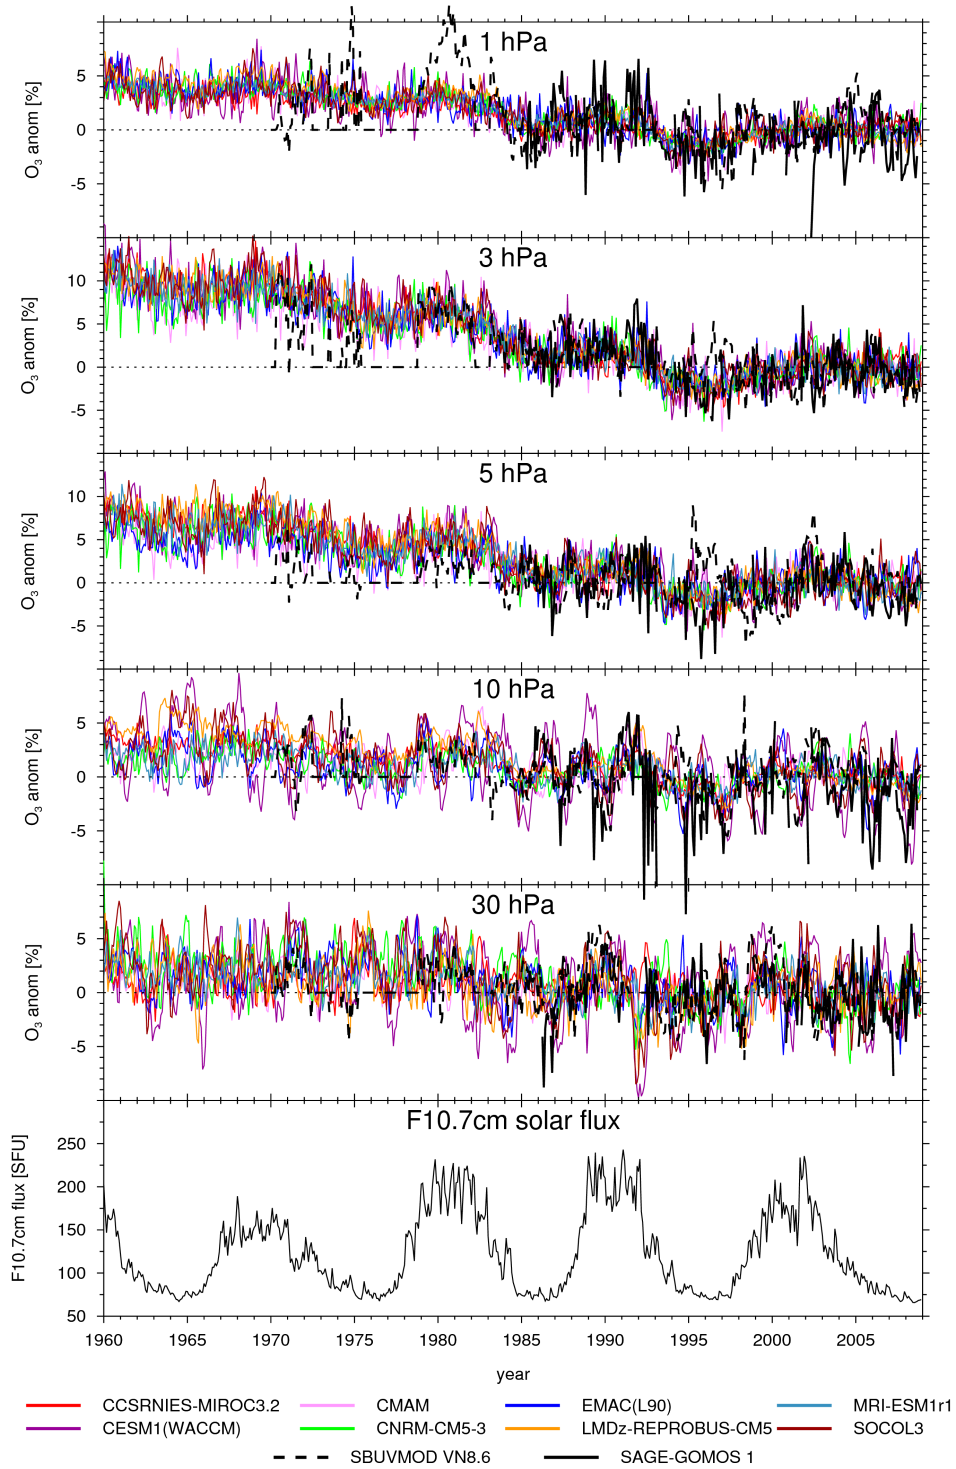 1 hPa
O3 anom [%]
5
0
-5
3 hPa
O3 anom [%]
10
5
0
-5
5 hPa
O3 anom [%]
10
5
0
-5
10 hPa
O3 anom [%]
5
0
-5
30 hPa
O3 anom [%]
5
0
-5
F10.7cm solar flux
F10.7cm flux [SFU]
250
200
150
100
50
1960 1965 1970 1975 1980 1985 1990 1995 2000 2005
year
CCSRNIES-MIROC3.2 CMAM EMAC(L90) MRI-ESM1r1
CESM1(WACCM) CNRM-CM5-3 LMDz-REPROBUS-CM5 SOCOL3
SBUVMOD VN8.6 SAGE-GOMOS 1